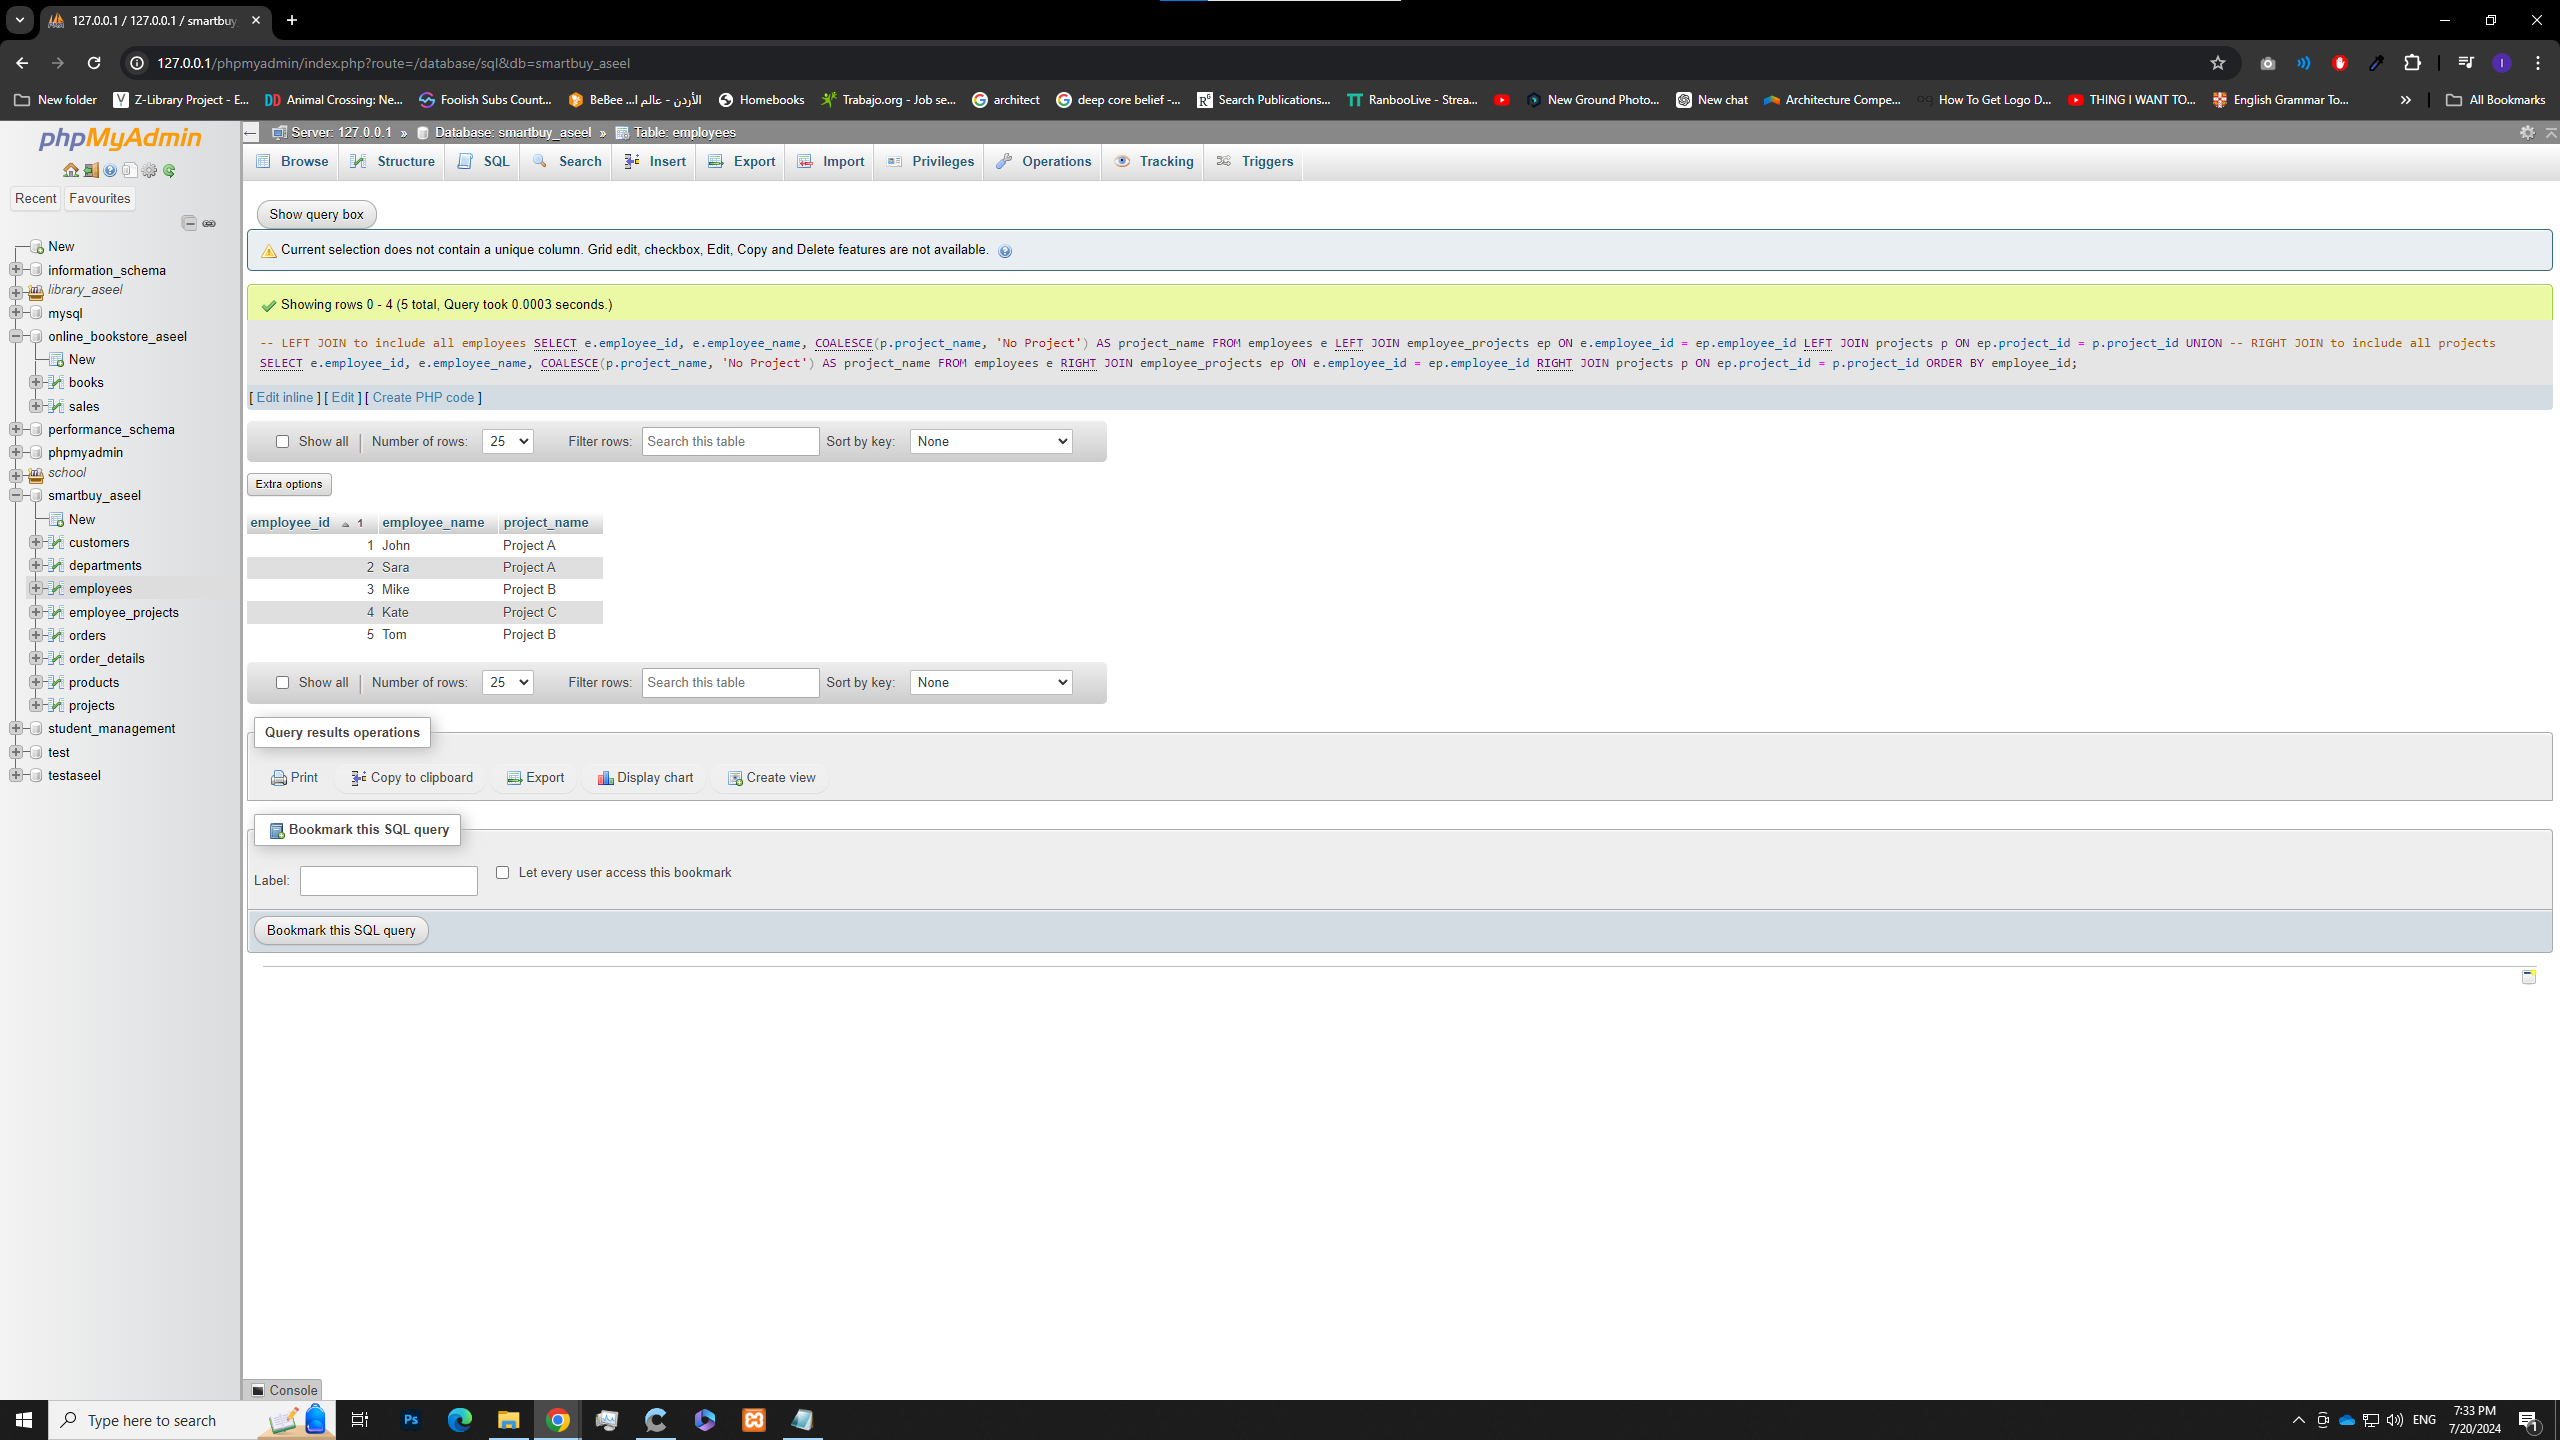 127.0.0.1 / 127.0.0.1 / smartbuy
127.0.0.1/phpmyadmin/index.php?route=/database/sql&db=smartbuy_aseel
New folder
Z-Library Project - E...
Animal Crossing: Ne...
Foolish Subs Count...
BeBee الأردن - عالم ا...
Homebooks
Trabajo.org - Job se...
architect
deep core belief -...
Search Publications...
RanbooLive - Strea...
New Ground Photo...
New chat
Architecture Compe...
How To Get Logo D...
THING I WANT TO...
English Grammar To...
All Bookmarks
phpMyAdmin
Recent Favourites
New
information_schema
library_aseel
mysql
online_bookstore_aseel
New
books
sales
performance_schema
phpmyadmin
school
smartbuy_aseel
New
customers
departments
employees
employee_projects
orders
order_details
products
projects
student_management
test
testaseel
Server: 127.0.0.1 » Database: smartbuy_aseel » Table: employees
Browse Structure SQL Search Insert Export Import Privileges Operations Tracking Triggers
Show query box
Current selection does not contain a unique column. Grid edit, checkbox, Edit, Copy and Delete features are not available.
Showing rows 0 - 4 (5 total, Query took 0.0003 seconds.)
-- LEFT JOIN to include all employees SELECT e.employee_id, e.employee_name, COALESCE(p.project_name, 'No Project') AS project_name FROM employees e LEFT JOIN employee_projects ep ON e.employee_id = ep.employee_id LEFT JOIN projects p ON ep.project_id = p.project_id UNION -- RIGHT JOIN to include all projects
SELECT e.employee_id, e.employee_name, COALESCE(p.project_name, 'No Project') AS project_name FROM employees e RIGHT JOIN employee_projects ep ON e.employee_id = ep.employee_id RIGHT JOIN projects p ON ep.project_id = p.project_id ORDER BY employee_id;
[ Edit inline ] [ Edit ] [ Create PHP code ]
Show all Number of rows: 25 Filter rows: Search this table Sort by key: None
Extra options
employee_id 1 employee_name project_name
1 John Project A
2 Sara Project A
3 Mike Project B
4 Kate Project C
5 Tom Project B
Show all Number of rows: 25 Filter rows: Search this table Sort by key: None
Query results operations
Print Copy to clipboard Export Display chart Create view
Bookmark this SQL query
Label: Let every user access this bookmark
Bookmark this SQL query
Console
Type here to search
Ps
ENG
7:33 PM
7/20/2024
1